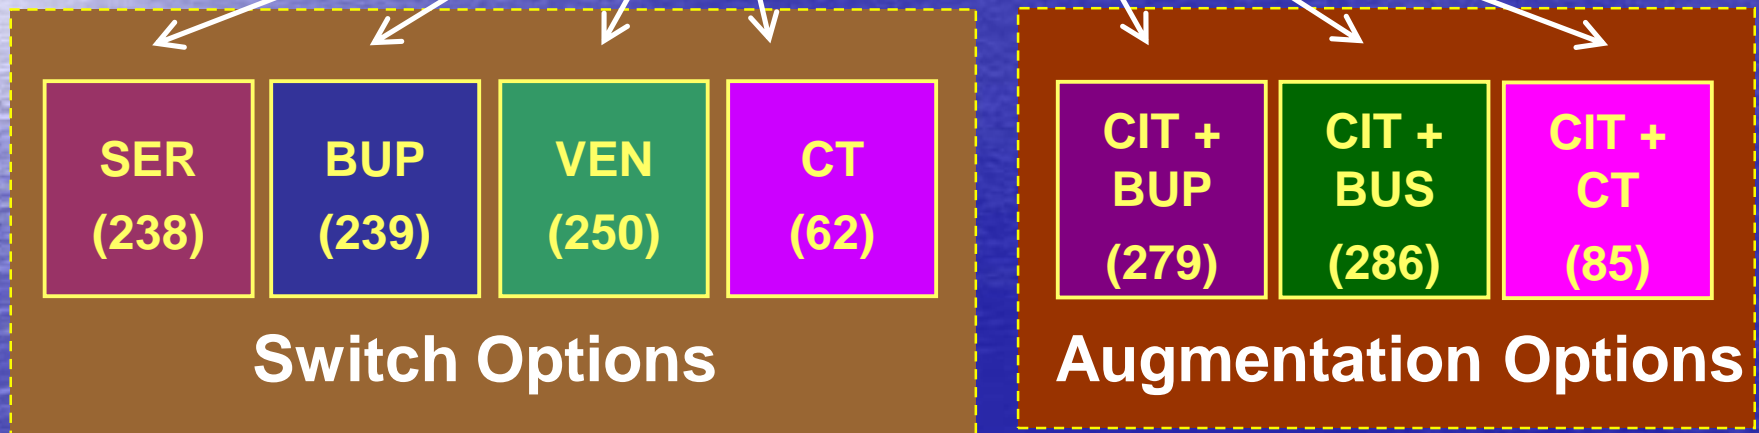 SER
(238)
BUP
(239)
VEN
(250)
CT
(62)
Switch Options
CIT +
BUP
(279)
CIT +
BUS
(286)
CIT +
CT
(85)
Augmentation Options